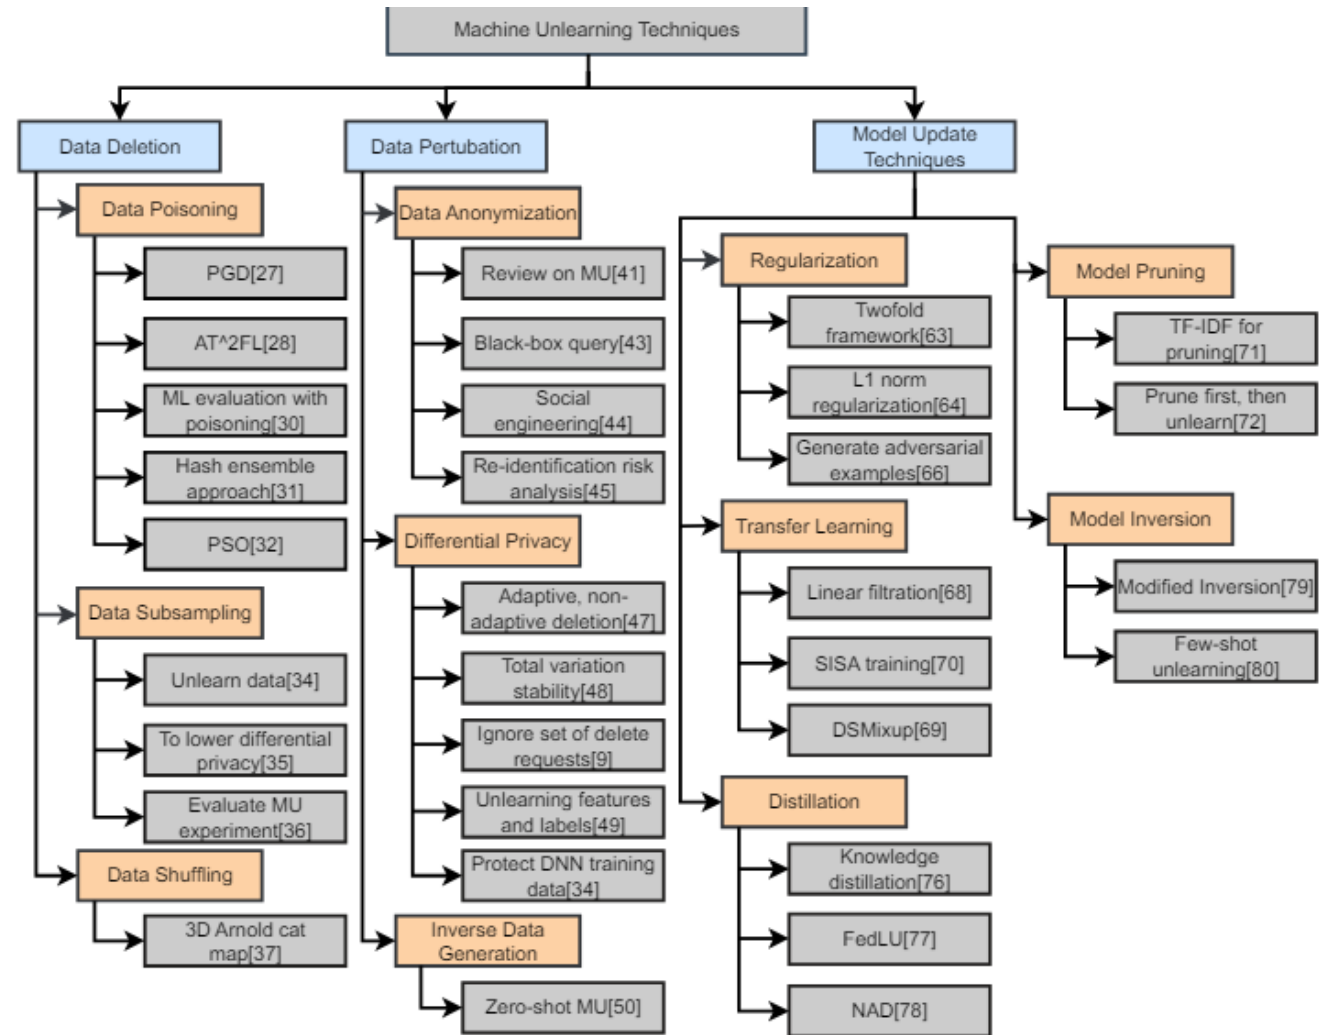 Machine Unlearning Techniques
Data Deletion
Data Poisoning
PGD[27]
AT^2FL[28]
ML evaluation with
poisoning[30]
Hash ensemble
approach[31]
PSO[32]
Data Subsampling
Unlearn data[34]
To lower differential
privacy[35]
Evaluate MU
experiment[36]
Data Shuffling
3D Arnold cat
map[37]
Data Pertubation
Data Anonymization
Review on MU[41]
Black-box query[43]
Social
engineering[44]
Re-identification risk
analysis[45]
Differential Privacy
Adaptive, non-
adaptive deletion[47]
Total variation
stability[48]
Ignore set of delete
requests[9]
Unlearning features
and labels[49]
Protect DNN training
data[34]
Inverse Data
Generation
Zero-shot MU[50]
Model Update
Techniques
Regularization
Twofold
framework[63]
L1 norm
regularization[64]
Generate adversarial
examples[66]
Transfer Learning
Linear filtration[68]
SISA training[70]
DSMixup[69]
Distillation
Knowledge
distillation[76]
FedLU[77]
NAD[78]
Model Pruning
TF-IDF for
pruning[71]
Prune first, then
unlearn[72]
Model Inversion
Modified Inversion[79]
Few-shot
unlearning[80]